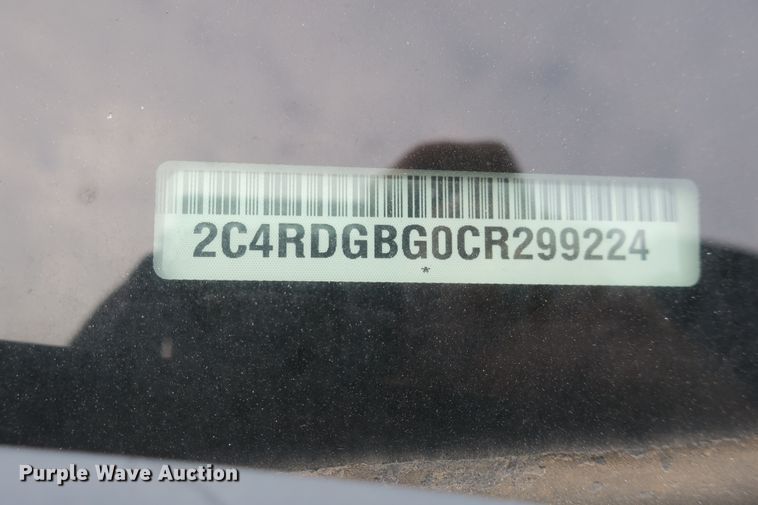 2C4RDGBG0CR299224
*
Purple Wave Auction